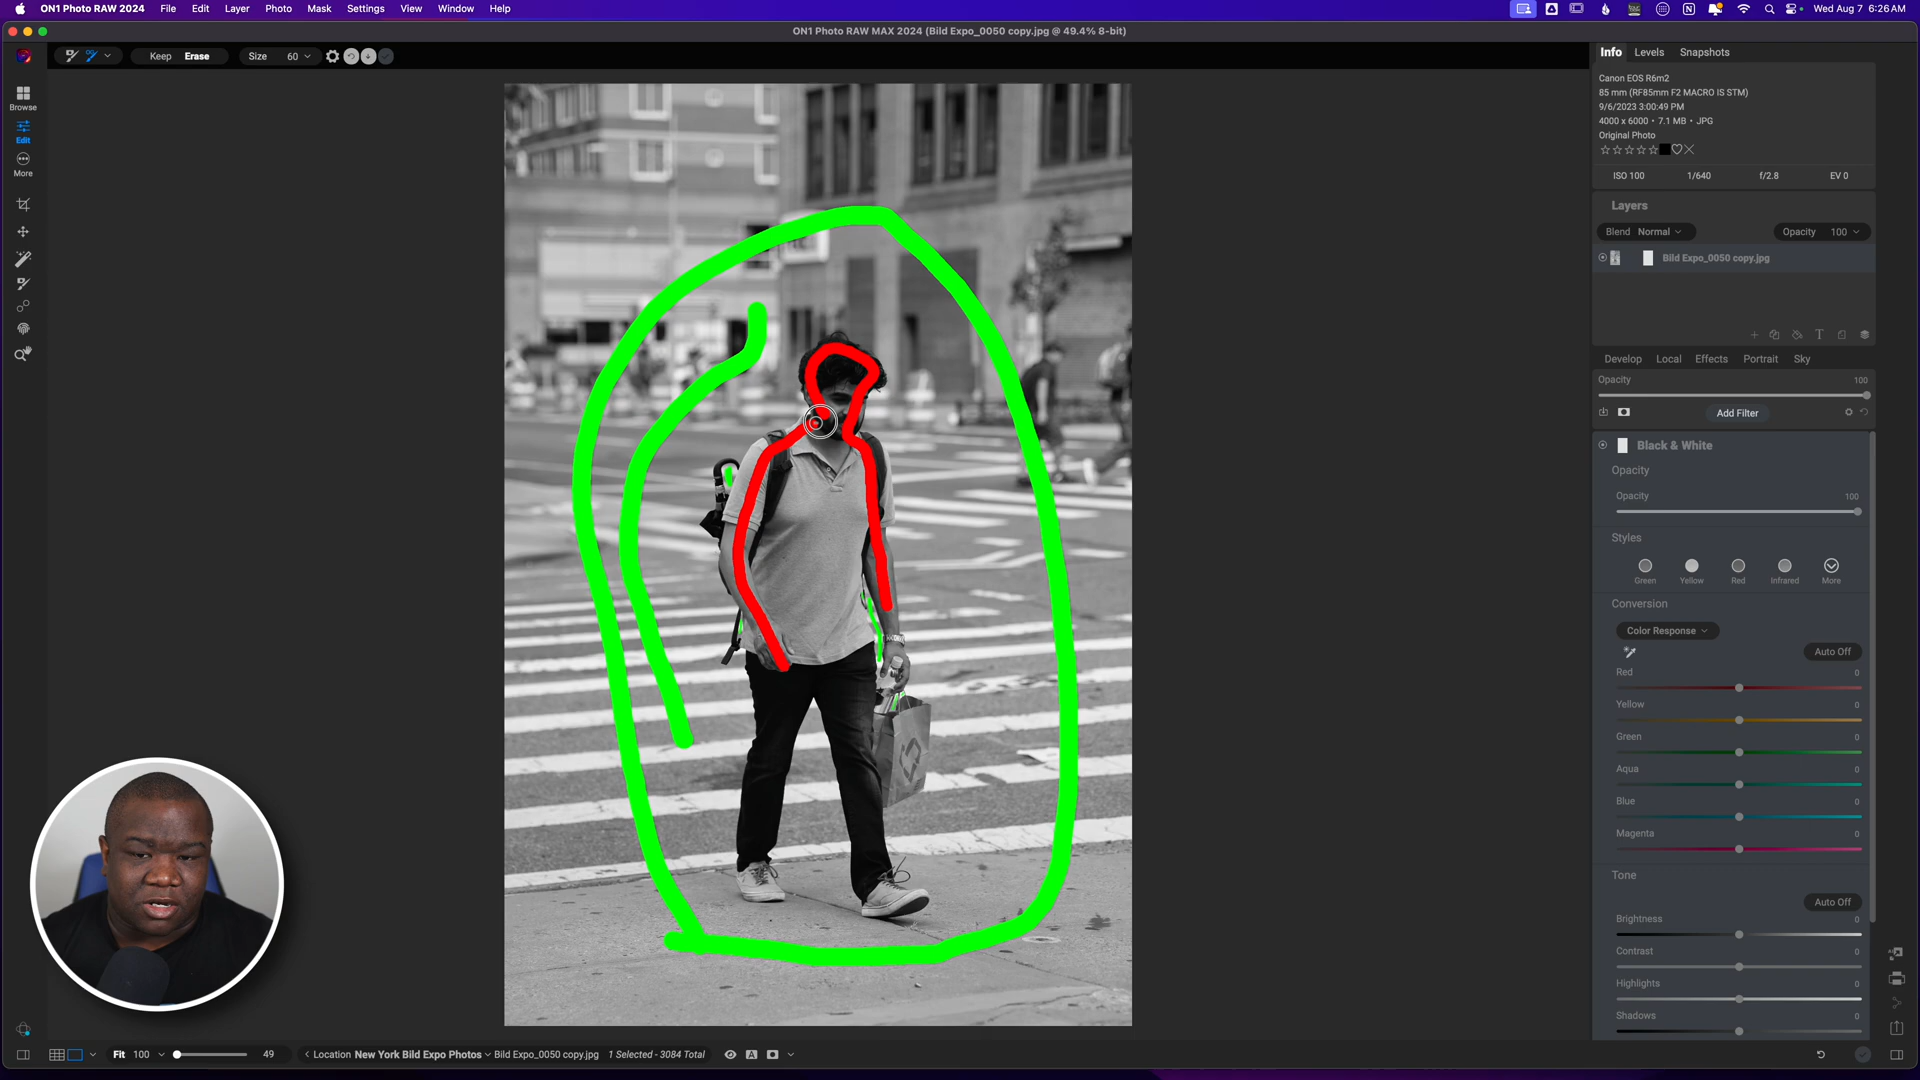 ON1 Photo RAW MAX 2024 File Edit Layer Photo Mask Settings View Window Help Wed Aug 7 6:26 AM
ON1 Photo RAW MAX 2024 (Bild Expo_0050 copy.jpg @ 49.4% 8-bit)
Keep Erase Size 60
Browse
Edit
More
Info Levels Snapshots
Canon EOS R6m2
85 mm (RF85mm F2 MACRO IS STM)
9/6/2023 3:00:49 PM
4000 x 6000 • 7.1 MB • JPG
Original Photo
ISO 100 1/640 f/2.8 EV 0
Layers
Blend Normal Opacity 100
Bild Expo_0050 copy.jpg
Develop Local Effects Portrait Sky
Opacity 100
Add Filter
Black & White
Opacity
Opacity 100
Styles
Green Yellow Red Infrared More
Conversion
Color Response
Auto Off
Red 0
Yellow 0
Green 0
Aqua 0
Blue 0
Magenta 0
Tone
Auto Off
Brightness 0
Contrast 0
Highlights 0
Shadows 0
Fit 100 49 Location New York Bild Expo Photos Bild Expo_0050 copy.jpg 1 Selected - 3084 Total